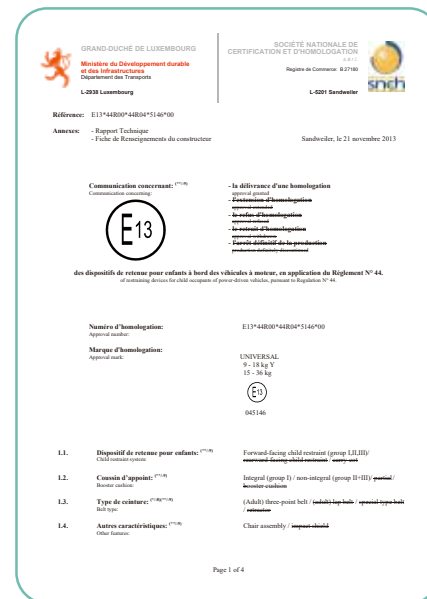 GRAND-DUCHÉ DE LUXEMBOURG
Ministère du Développement durable
et des Infrastructures
Département des Transports
L-2938 Luxembourg
SOCIÉTÉ NATIONALE DE
CERTIFICATION ET D'HOMOLOGATION
s.à r.l.
Registre de Commerce: B 27180
L-5201 Sandweiler
snch
Référence: E13*44R00*44R04*5146*00
Annexes: - Rapport Technique
- Fiche de Renseignements du constructeur
Sandweiler, le 21 novembre 2013
Communication concernant: - la délivrance d'une homologation
Communication concerning: approval granted
- l'extension d'homologation
approval extended
- le refus d'homologation
approval refused
- le retrait d'homologation
approval withdrawn
- l'arrêt définitif de la production
production definitely discontinued
E13
des dispositifs de retenue pour enfants à bord des véhicules à moteur, en application du Règlement N° 44.
of restraining devices for child occupants of power-driven vehicles, pursuant to Regulation N° 44.
Numéro d'homologation: E13*44R00*44R04*5146*00
Approval number:
Marque d'homologation:
Approval mark:
UNIVERSAL
9 - 18 kg Y
15 - 36 kg
E13
045146
1.1. Dispositif de retenue pour enfants: Forward-facing child restraint (group I,II,III)/
Child restraint system: rearward-facing child restraint / carry-cot
1.2. Coussin d'appoint: Integral (group I) / non-integral (group II+III)/ partial /
Booster cushion: booster cushion
1.3. Type de ceinture: (Adult) three-point belt / (adult) lap belt / special type belt
Belt type: / retractor
1.4. Autres caractéristiques: Chair assembly / impact shield
Other features:
Page 1 of 4